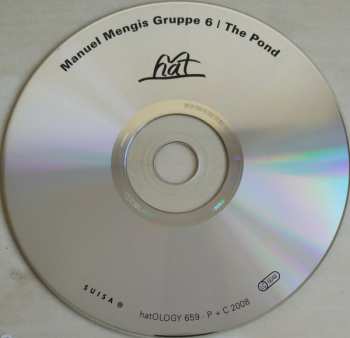 Manuel Mengis Gruppe 6 | The Pond
hat
SUISA ®
hatOLOGY 659 · P + C 2008